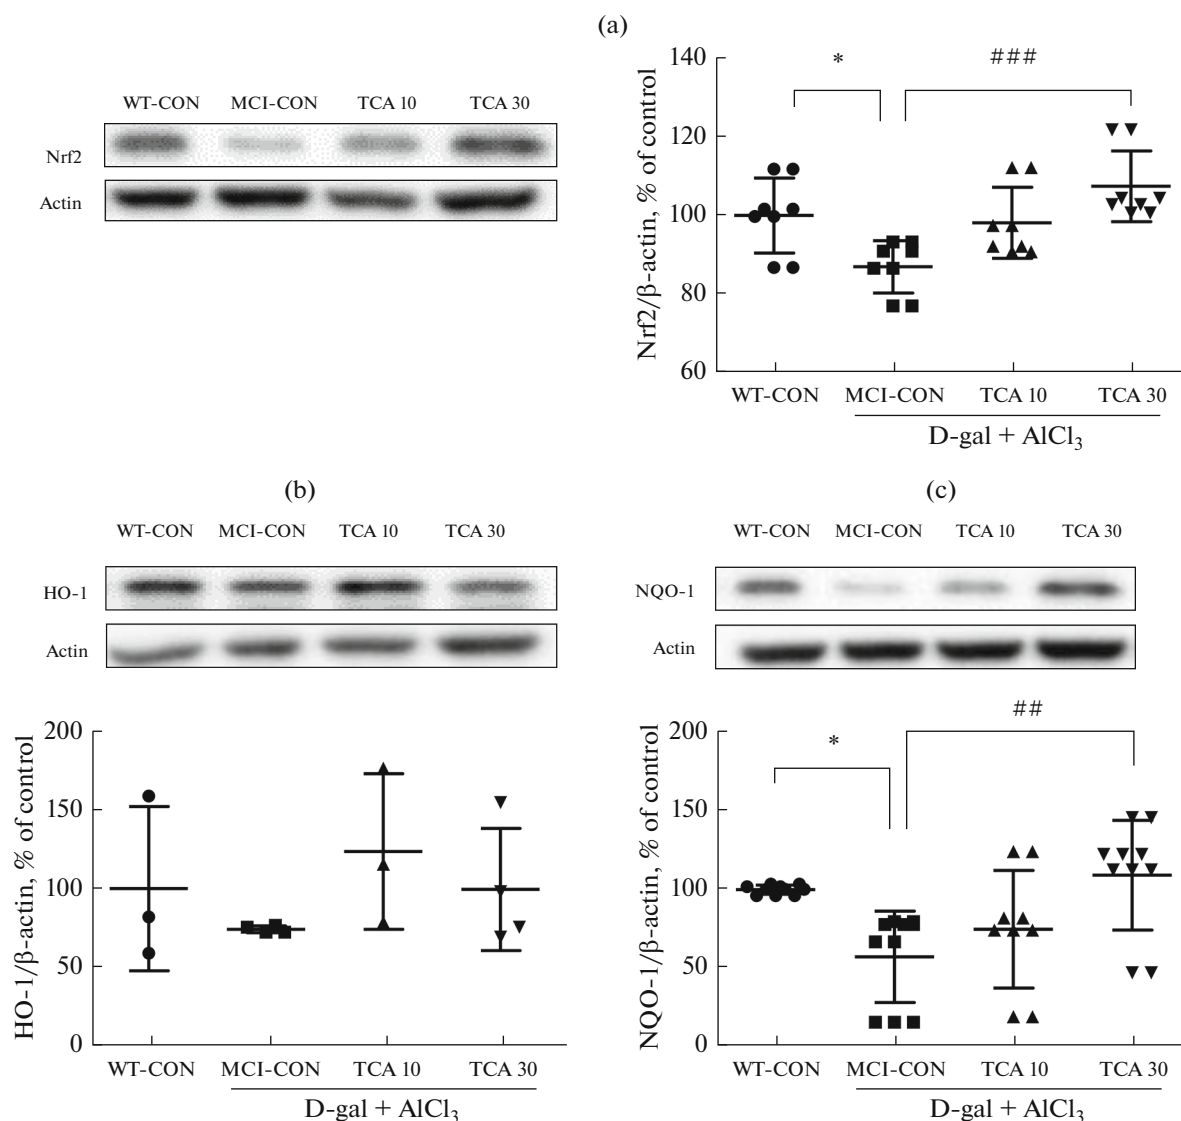 (a)
WT-CON MCI-CON TCA 10 TCA 30
Nrf2
Actin
Nrf2/β-actin, % of control
140
120
100
80
60
* ###
WT-CON MCI-CON TCA 10 TCA 30
D-gal + AlCl₃
(b)
WT-CON MCI-CON TCA 10 TCA 30
HO-1
Actin
HO-1/β-actin, % of control
200
150
100
50
0
WT-CON MCI-CON TCA 10 TCA 30
D-gal + AlCl₃
(c)
WT-CON MCI-CON TCA 10 TCA 30
NQO-1
Actin
NQO-1/β-actin, % of control
200
150
100
50
0
* ##
WT-CON MCI-CON TCA 10 TCA 30
D-gal + AlCl₃